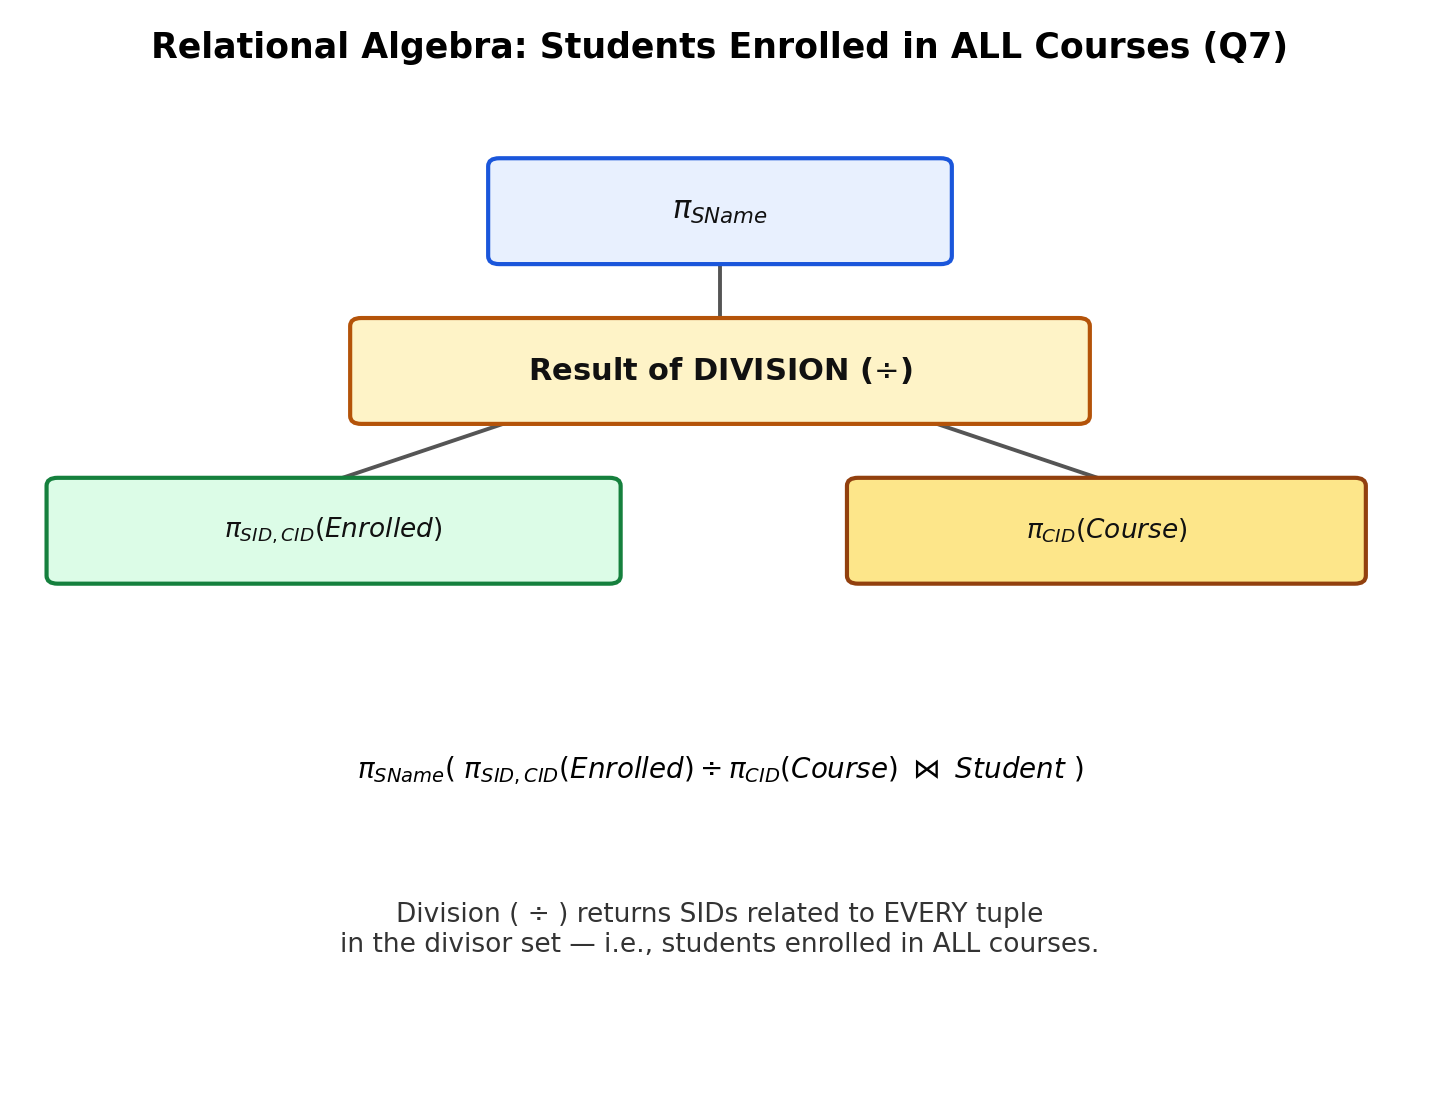 Relational Algebra: Students Enrolled in ALL Courses (Q7)
π_SName
Result of DIVISION (÷)
π_SID,CID(Enrolled)
π_CID(Course)
π_SName( π_SID,CID(Enrolled) ÷ π_CID(Course) ⋈ Student )
Division ( ÷ ) returns SIDs related to EVERY tuple
in the divisor set — i.e., students enrolled in ALL courses.